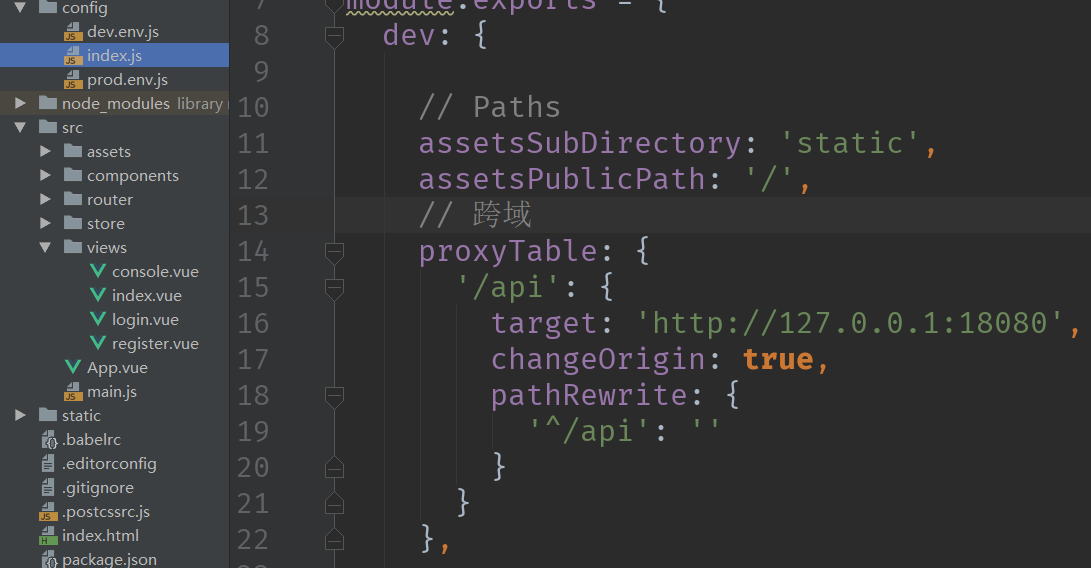 config
dev.env.js
index.js
prod.env.js
node_modules library
src
assets
components
router
store
views
console.vue
index.vue
login.vue
register.vue
App.vue
main.js
static
.babelrc
.editorconfig
.gitignore
.postcssrc.js
index.html
package.json
7 module.exports = {
8 dev: {
9
10 // Paths
11 assetsSubDirectory: 'static',
12 assetsPublicPath: '/',
13 // 跨域
14 proxyTable: {
15 '/api': {
16 target: 'http://127.0.0.1:18080',
17 changeOrigin: true,
18 pathRewrite: {
19 '^/api': ''
20 }
21 }
22 },